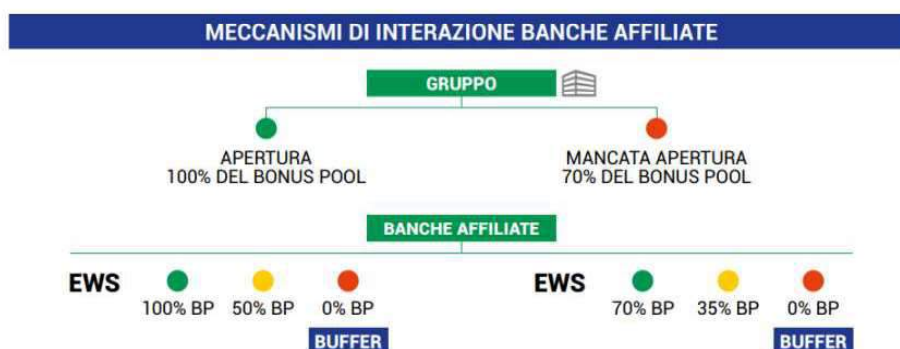 MECCANISMI DI INTERAZIONE BANCHE AFFILIATE
GRUPPO
APERTURA
100% DEL BONUS POOL
MANCATA APERTURA
70% DEL BONUS POOL
BANCHE AFFILIATE
EWS
100% BP
50% BP
0% BP
BUFFER
EWS
70% BP
35% BP
0% BP
BUFFER